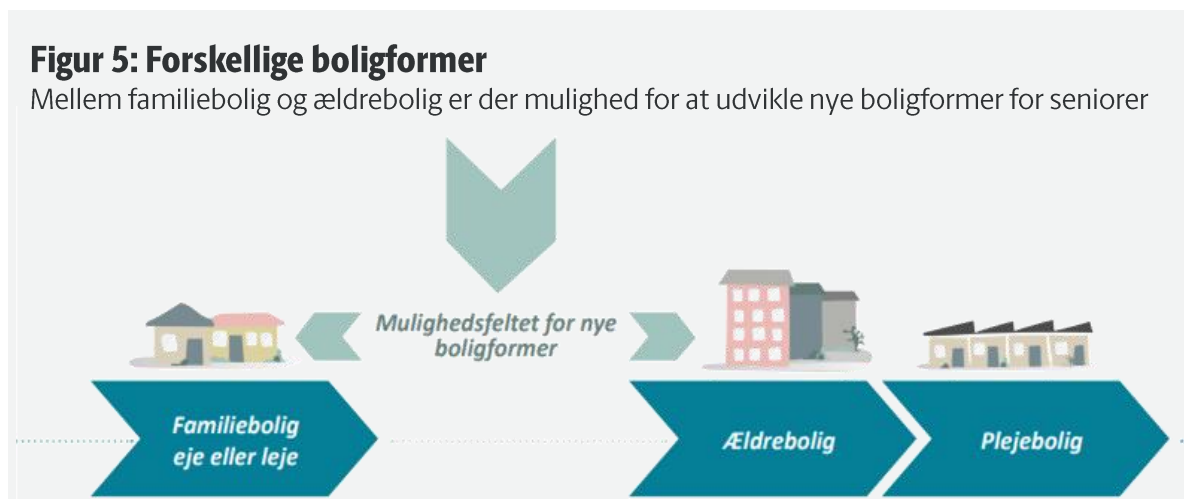 Figur 5: Forskellige boligformer
Mellem familiebolig og ældrebolig er der mulighed for at udvikle nye boligformer for seniorer
Mulighedsfeltet for nye
boligformer
Familiebolig
eje eller leje
Ældrebolig
Plejebolig